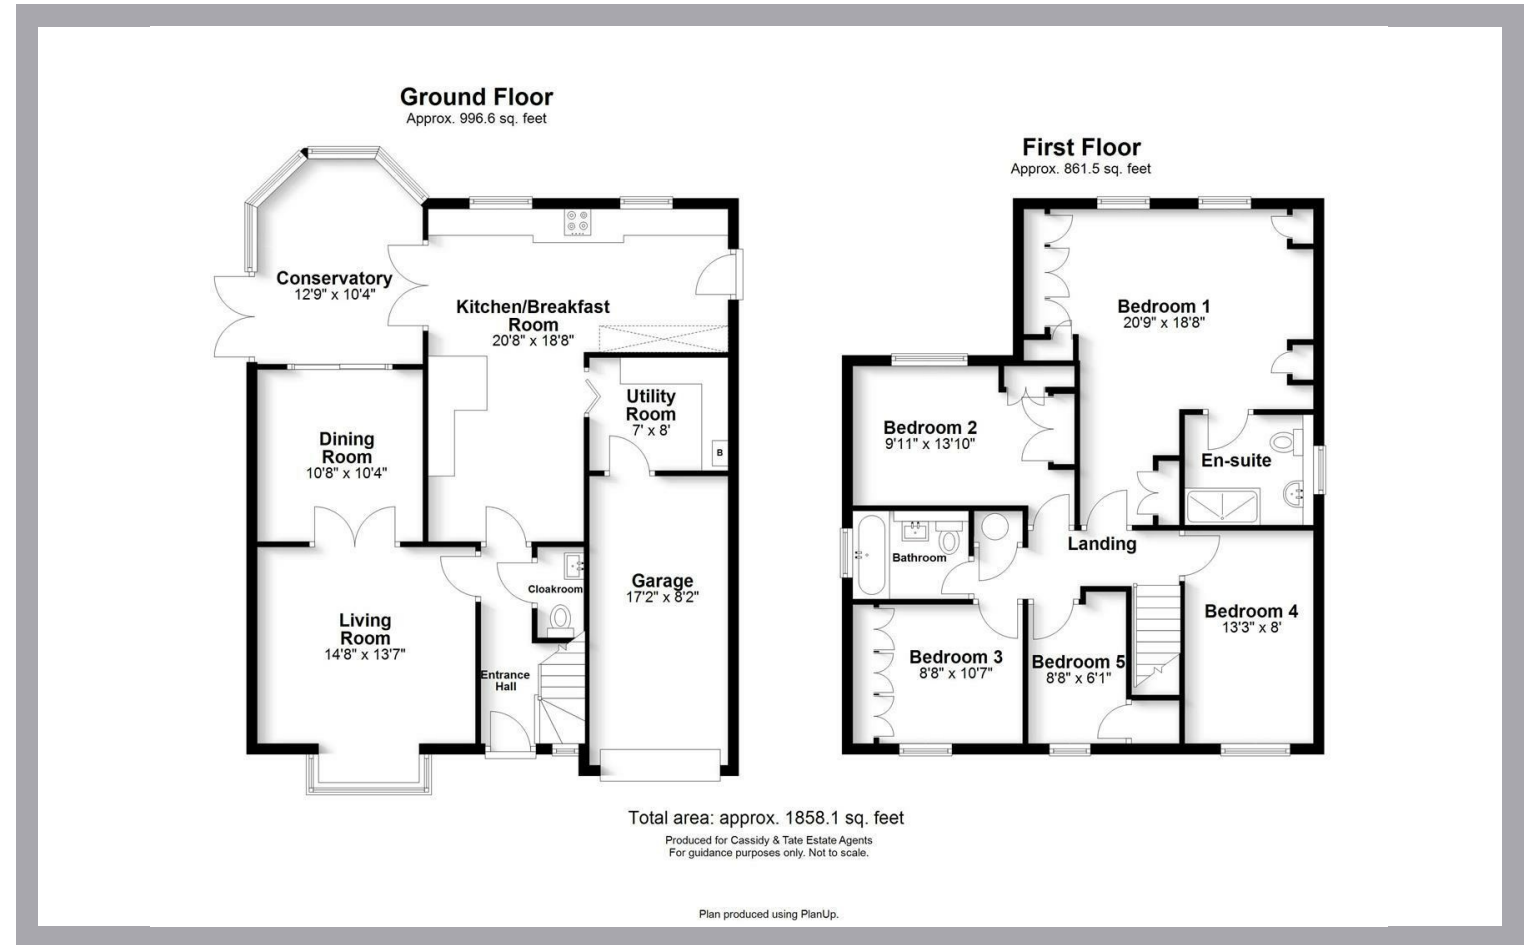 Ground Floor
Approx. 996.6 sq. feet
Conservatory
12'9" x 10'4"
Kitchen/Breakfast
Room
20'8" x 18'8"
Utility
Room
7' x 8'
B
Dining
Room
10'8" x 10'4"
Living
Room
14'8" x 13'7"
Cloakroom
Entrance
Hall
Garage
17'2" x 8'2"
First Floor
Approx. 861.5 sq. feet
Bedroom 1
20'9" x 18'8"
Bedroom 2
9'11" x 13'10"
En-suite
Bathroom
Landing
Bedroom 3
8'8" x 10'7"
Bedroom 5
8'8" x 6'1"
Bedroom 4
13'3" x 8'
Total area: approx. 1858.1 sq. feet
Produced for Cassidy & Tate Estate Agents
For guidance purposes only. Not to scale.
Plan produced using PlanUp.